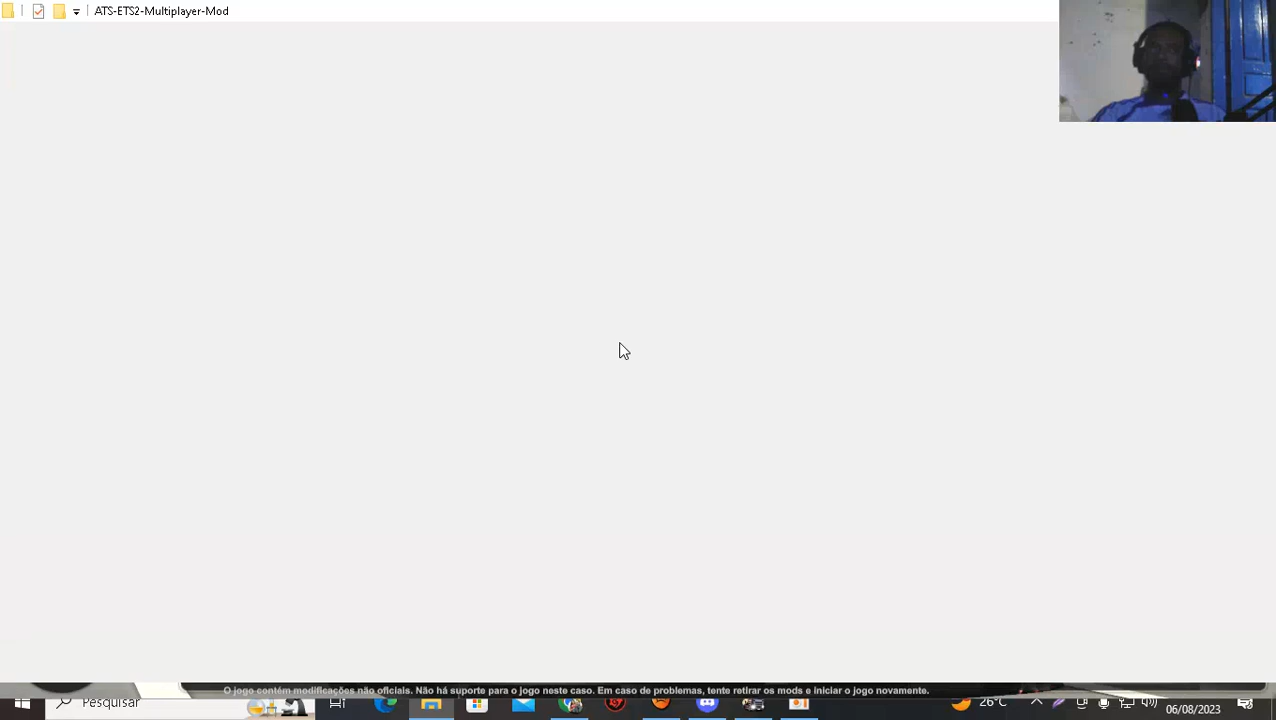 ATS-ETS2-Multiplayer-Mod
O jogo contém modificações não oficiais. Não há suporte para o jogo neste caso. Em caso de problemas, tente retirar os mods e iniciar o jogo novamente.
Pesquisar
26°C
06/08/2023